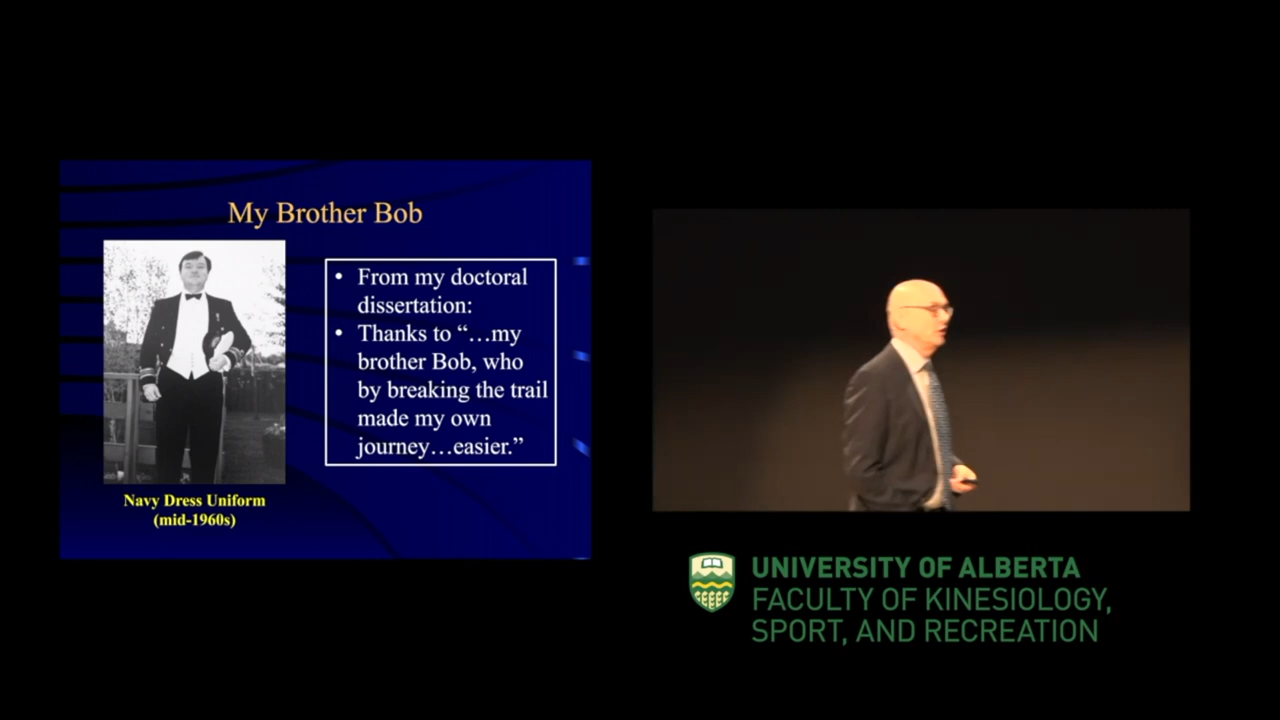 My Brother Bob
• From my doctoral
dissertation:
• Thanks to “…my
brother Bob, who
by breaking the trail
made my own
journey…easier.”
Navy Dress Uniform
(mid-1960s)
UNIVERSITY OF ALBERTA
FACULTY OF KINESIOLOGY,
SPORT, AND RECREATION